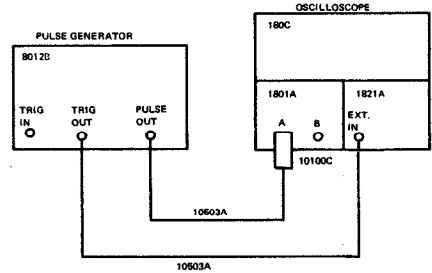 OSCILLOSCOPE
PULSE GENERATOR
180C
8012B
1801A
1821A
TRIG IN
TRIG OUT
PULSE OUT
A
B
EXT. IN
10100C
10503A
10503A